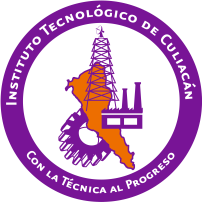 INSTITUTO TECNOLÓGICO DE CULIACÁN
CON LA TÉCNICA AL PROGRESO